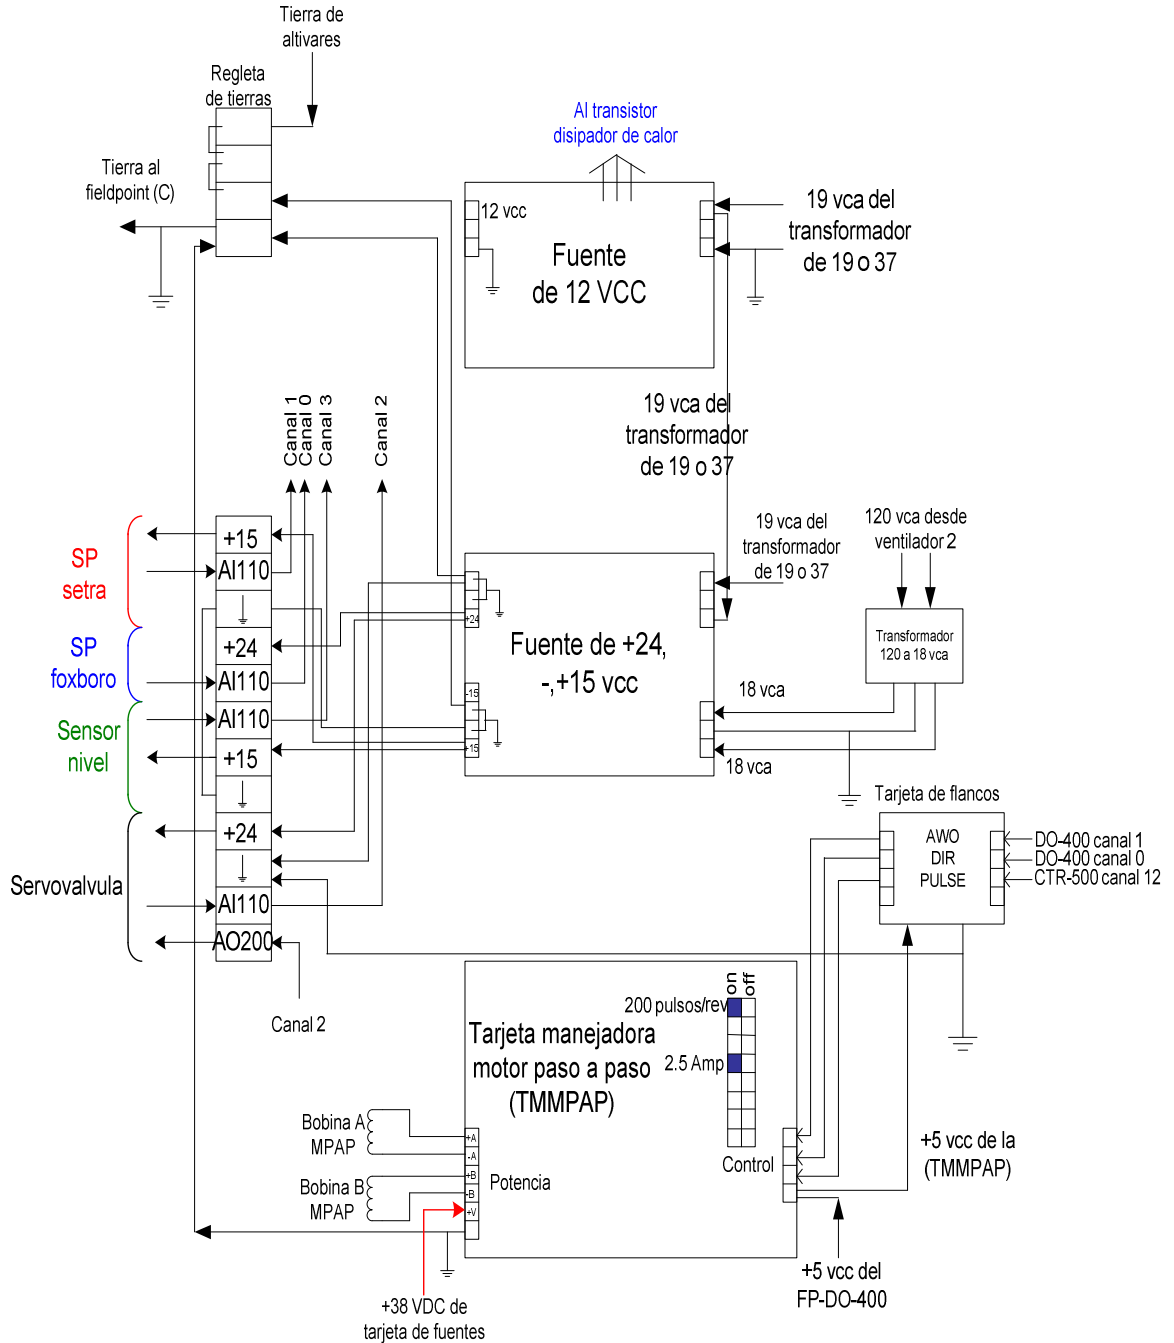 Tierra de
altivares
Regleta
de tierras
Al transistor
disipador de calor
Tierra al
fieldpoint (C)
12 vcc
Fuente
de 12 VCC
19 vca del
transformador
de 19 o 37
19 vca del
transformador
de 19 o 37
Canal 1
Canal 0
Canal 3
Canal 2
SP
setra
SP
foxboro
Sensor
nivel
Servovalvula
+15
AI110
+24
AI110
AI110
+15
+24
AI110
AO200
Canal 2
+24
-15
+15
Fuente de +24,
-,+15 vcc
19 vca del
transformador
de 19 o 37
120 vca desde
ventilador 2
Transformador
120 a 18 vca
18 vca
18 vca
Tarjeta de flancos
AWO
DIR
PULSE
DO-400 canal 1
DO-400 canal 0
CTR-500 canal 12
on
off
200 pulsos/rev
2.5 Amp
Tarjeta manejadora
motor paso a paso
(TMMPAP)
Bobina A
MPAP
Bobina B
MPAP
+A
-A
+B
-B
+V
Potencia
Control
+5 vcc de la
(TMMPAP)
+5 vcc del
FP-DO-400
+38 VDC de
tarjeta de fuentes